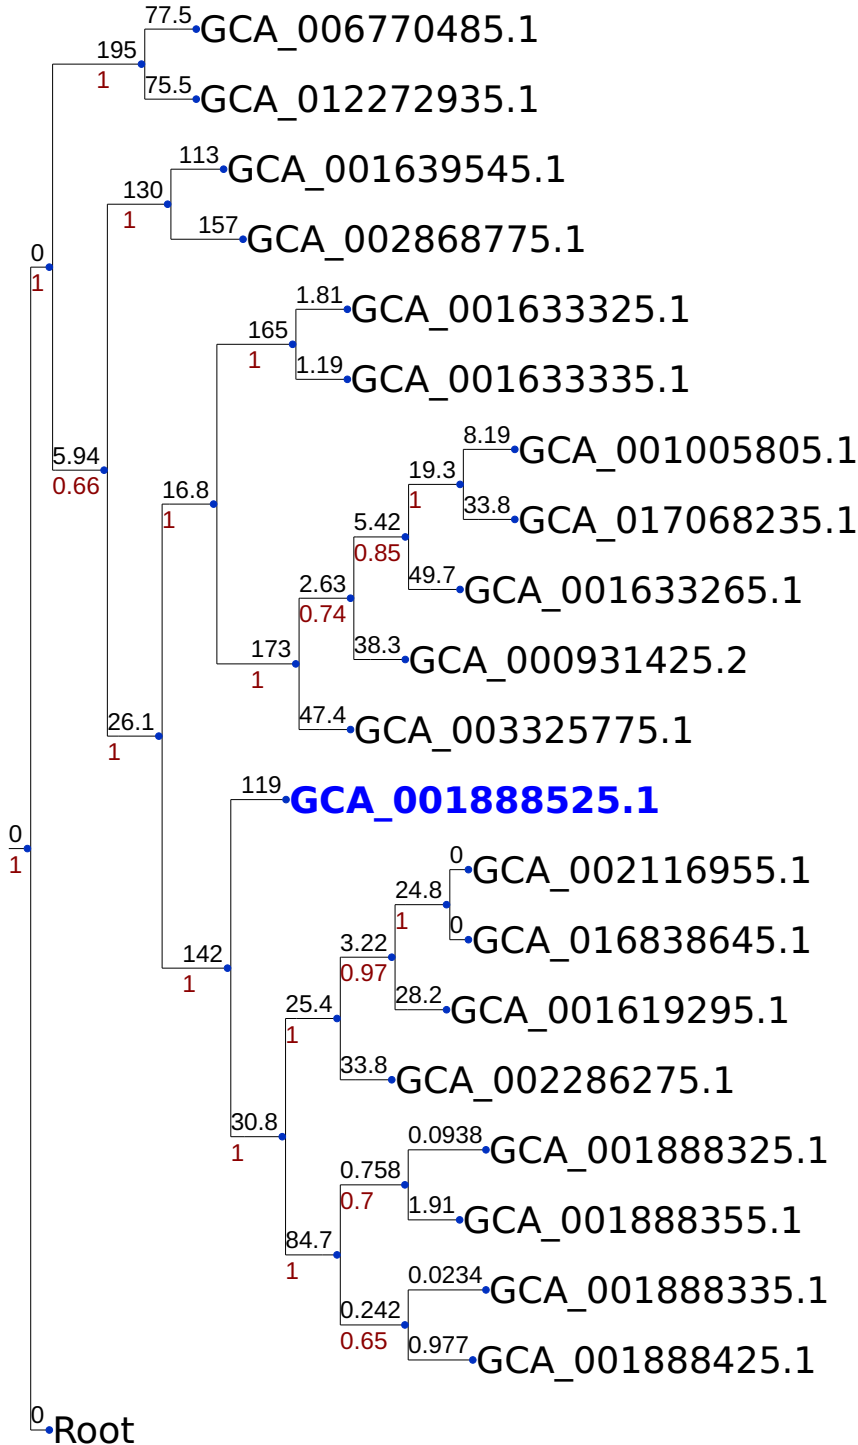 77.5 GCA_006770485.1
195
1
75.5 GCA_012272935.1
113 GCA_001639545.1
130
1
157 GCA_002868775.1
0
1
1.81 GCA_001633325.1
165
1
1.19 GCA_001633335.1
8.19 GCA_001005805.1
5.94
19.3
0.66
1
16.8
33.8 GCA_017068235.1
1
5.42
0.85
2.63
49.7 GCA_001633265.1
0.74
173
38.3 GCA_000931425.2
1
26.1
47.4 GCA_003325775.1
1
119 GCA_001888525.1
0
1
0 GCA_002116955.1
24.8
1
0 GCA_016838645.1
142
3.22
1
0.97
28.2 GCA_001619295.1
25.4
1
33.8 GCA_002286275.1
30.8
1
0.0938 GCA_001888325.1
0.758
0.7
1.91 GCA_001888355.1
84.7
1
0.0234 GCA_001888335.1
0.242
0.65
0.977 GCA_001888425.1
0 Root